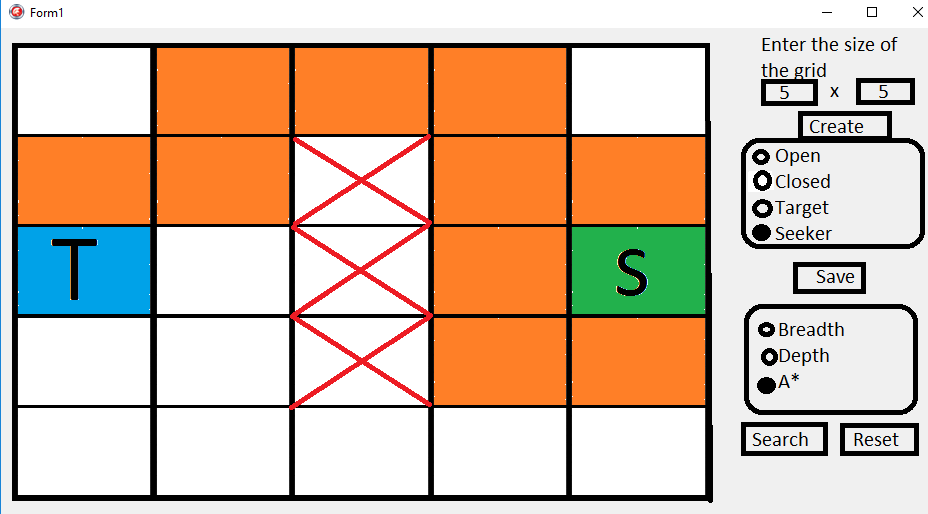 Form1
Enter the size of
the grid
5 x 5
Create
Open
Closed
Target
T S
Seeker
Save
Breadth
Depth
A*
Search Reset